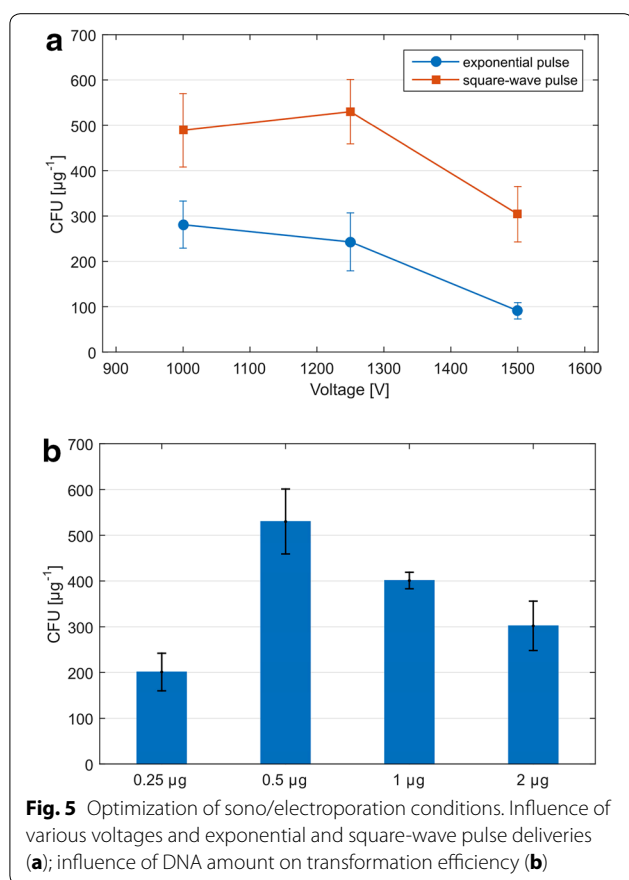 a
700
600
500
400
300
200
100
0
CFU [µg⁻¹]
exponential pulse
square-wave pulse
900 1000 1100 1200 1300 1400 1500 1600
Voltage [V]
b
700
600
500
400
300
200
100
0
CFU [µg⁻¹]
0.25 µg 0.5 µg 1 µg 2 µg
Fig. 5 Optimization of sono/electroporation conditions. Influence of
various voltages and exponential and square-wave pulse deliveries
(a); influence of DNA amount on transformation efficiency (b)